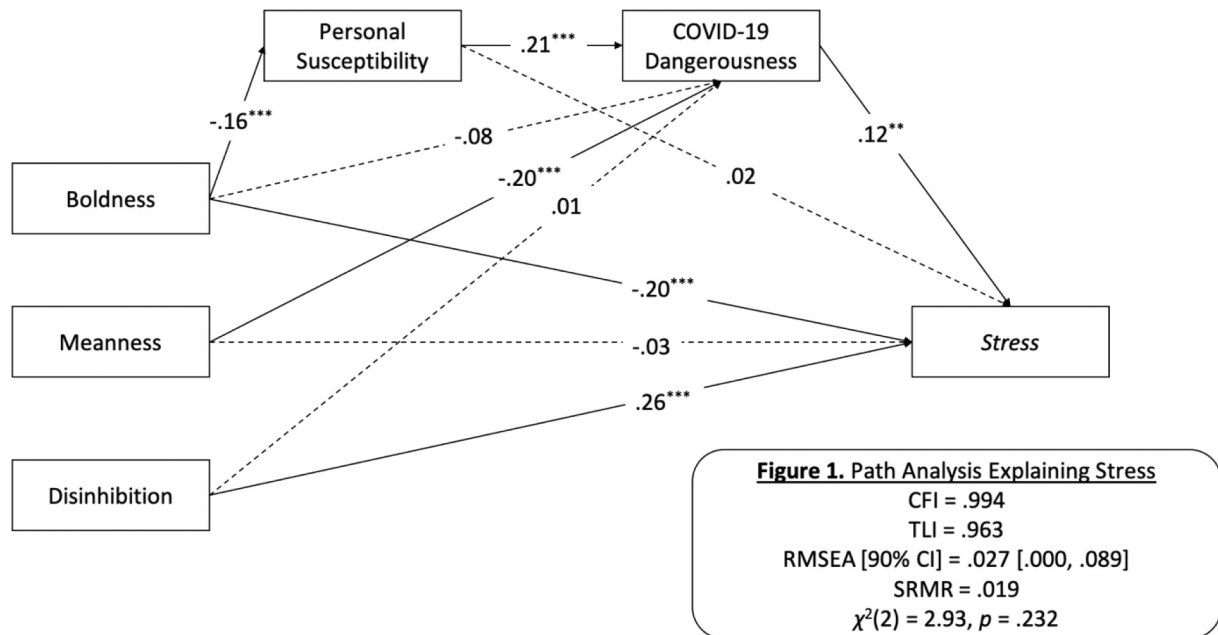 Personal
Susceptibility
.21***
COVID-19
Dangerousness
-.16***
-.08
.12**
Boldness
-.20***
.02
.01
-.20***
Meanness
-.03
Stress
.26***
Disinhibition
Figure 1. Path Analysis Explaining Stress
CFI = .994
TLI = .963
RMSEA [90% CI] = .027 [.000, .089]
SRMR = .019
χ²(2) = 2.93, p = .232